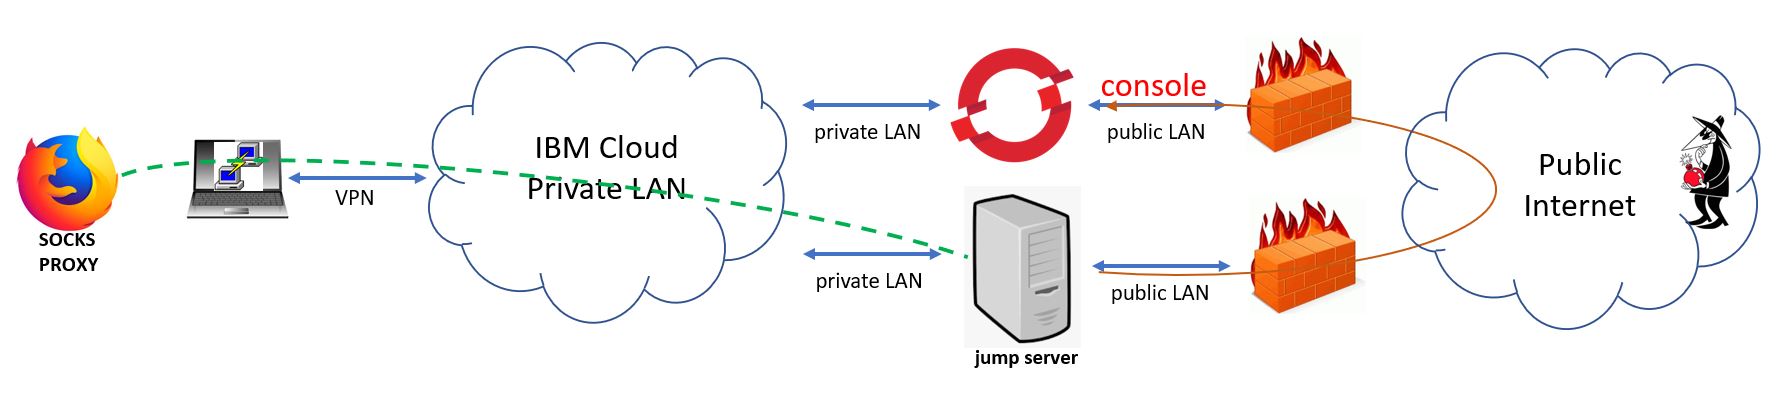 SOCKS
PROXY
VPN
IBM Cloud
Private LAN
private LAN
private LAN
jump server
console
public LAN
public LAN
Public
Internet